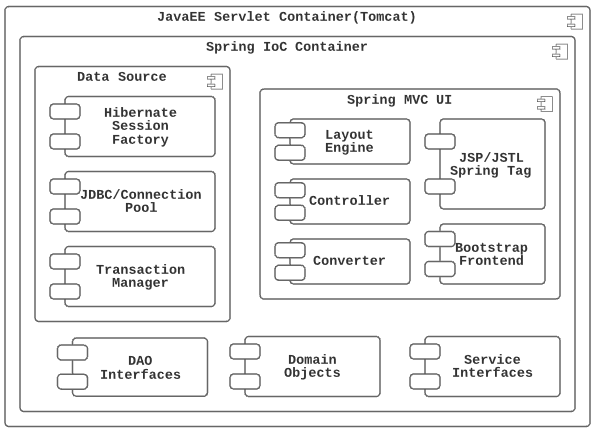 JavaEE Servlet Container(Tomcat)
Spring IoC Container
Data Source
Hibernate
Session
Factory
JDBC/Connection
Pool
Transaction
Manager
Spring MVC UI
Layout
Engine
Controller
Converter
JSP/JSTL
Spring Tag
Bootstrap
Frontend
DAO
Interfaces
Domain
Objects
Service
Interfaces